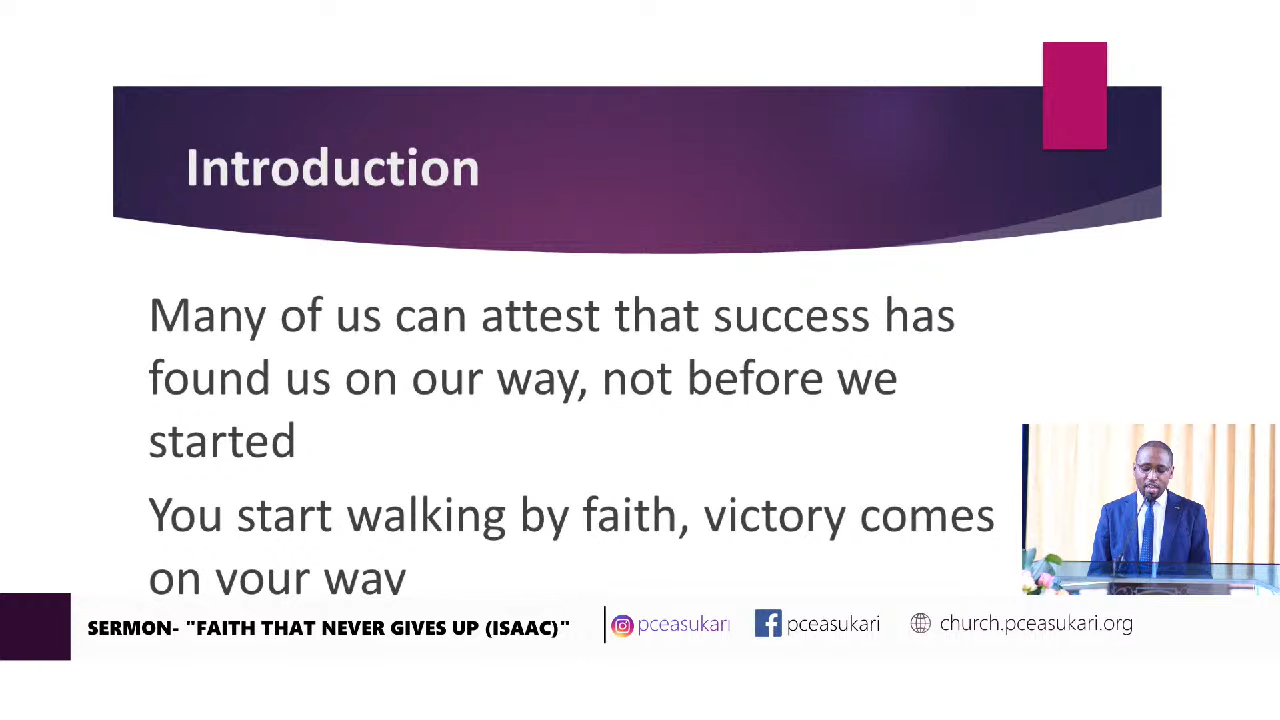 Introduction
Many of us can attest that success has
found us on our way, not before we
started
You start walking by faith, victory comes
on your way
SERMON- "FAITH THAT NEVER GIVES UP (ISAAC)"
pceasukari
pceasukari
church.pceasukari.org